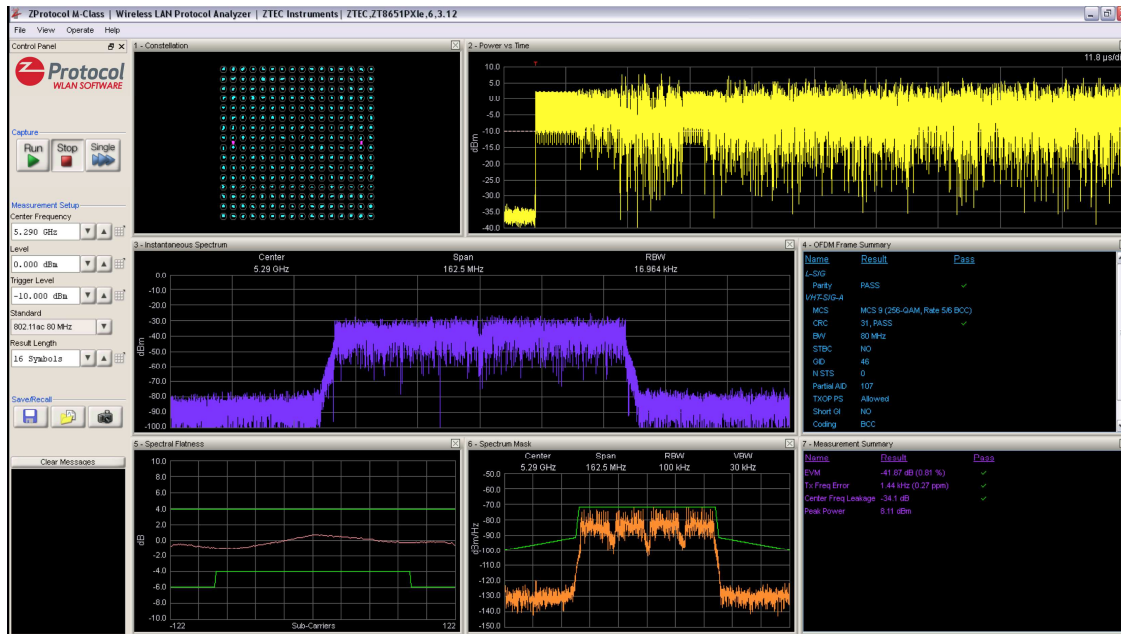 ZProtocol M-Class | Wireless LAN Protocol Analyzer | ZTEC Instruments| ZTEC,ZT8651PXIe,6,3.12
File View Operate Help
Control Panel
Z Protocol
WLAN SOFTWARE
Capture
Run Stop Single
Measurement Setup
Center Frequency
5.290 GHz
Level
0.000 dBm
Trigger Level
-10.000 dBm
Standard
802.11ac 80 MHz
Result Length
16 Symbols
Save/Recall
Clear Messages
1 - Constellation
2 - Power vs Time
11.8 µs/di
10.0
5.0
0.0
-5.0
-10.0
-15.0
-20.0
-25.0
-30.0
-35.0
-40.0
dBm
3 - Instantaneous Spectrum
Center Span RBW
5.29 GHz 162.5 MHz 16.964 kHz
0.0
-20.0
-30.0
-40.0
-50.0
-60.0
-70.0
-80.0
-90.0
-100.0
dBm
4 - OFDM Frame Summary
Name Result Pass
L-SIG
Parity PASS ✓
VHT-SIG-A
MCS MCS 9 (256-QAM, Rate 5/6 BCC)
CRC 31, PASS ✓
BW 80 MHz
STBC NO
GID 46
N STS 0
Partial AID 107
TXOP PS Allowed
Short GI NO
Coding BCC
5 - Spectral Flatness
10.0
8.0
6.0
4.0
2.0
0.0
-2.0
-4.0
-6.0
-8.0
-10.0
dB
-122 Sub-Carriers 122
6 - Spectrum Mask
Center Span RBW VBW
5.29 GHz 162.5 MHz 100 kHz 30 kHz
-50.0
-60.0
-70.0
-80.0
-90.0
-100.0
-110.0
-120.0
-130.0
-140.0
-150.0
dBm/Hz
7 - Measurement Summary
Name Result Pass
EVM -41.87 dB (0.81 %) ✓
Tx Freq Error 1.44 kHz (0.27 ppm) ✓
Center Freq Leakage -34.1 dB ✓
Peak Power 8.11 dBm